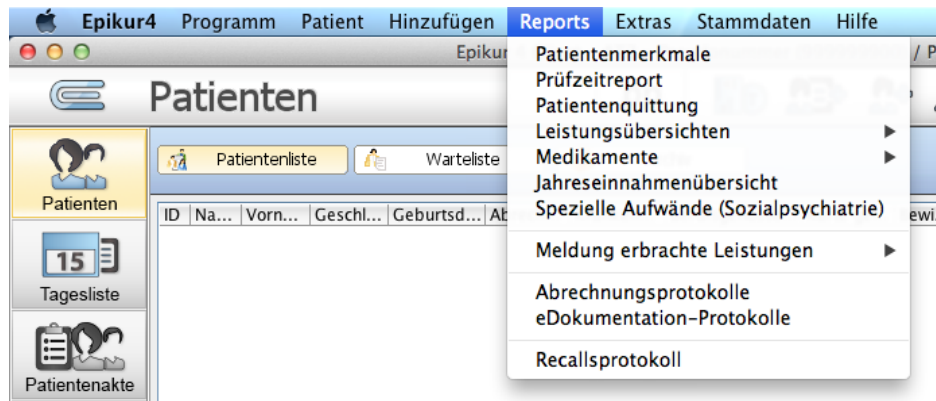 Epikur4 Programm Patient Hinzufügen Reports Extras Stammdaten Hilfe
Epikur / P
Patienten
Patientenmerkmale
Prüfzeitreport
Patientenquittung
Leistungsübersichten
Medikamente
Jahreseinnahmenübersicht
Spezielle Aufwände (Sozialpsychiatrie)
Meldung erbrachte Leistungen
Abrechnungsprotokolle
eDokumentation-Protokolle
Recallsprotokoll
Patientenliste Warteliste
Patienten
ID Na... Vorn... Geschl... Geburtsd... Ab
15
Tagesliste
Patientenakte